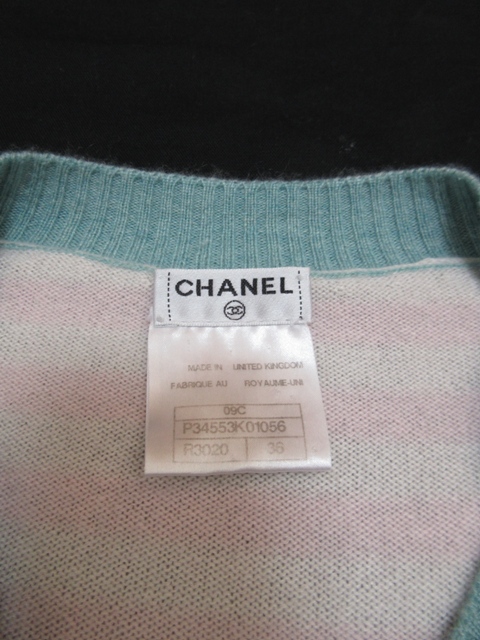 CHANEL
MADE IN UNITED KINGDOM
FABRIQUE AU ROYAUME-UNI
09C
P34553K01056
R3020 36